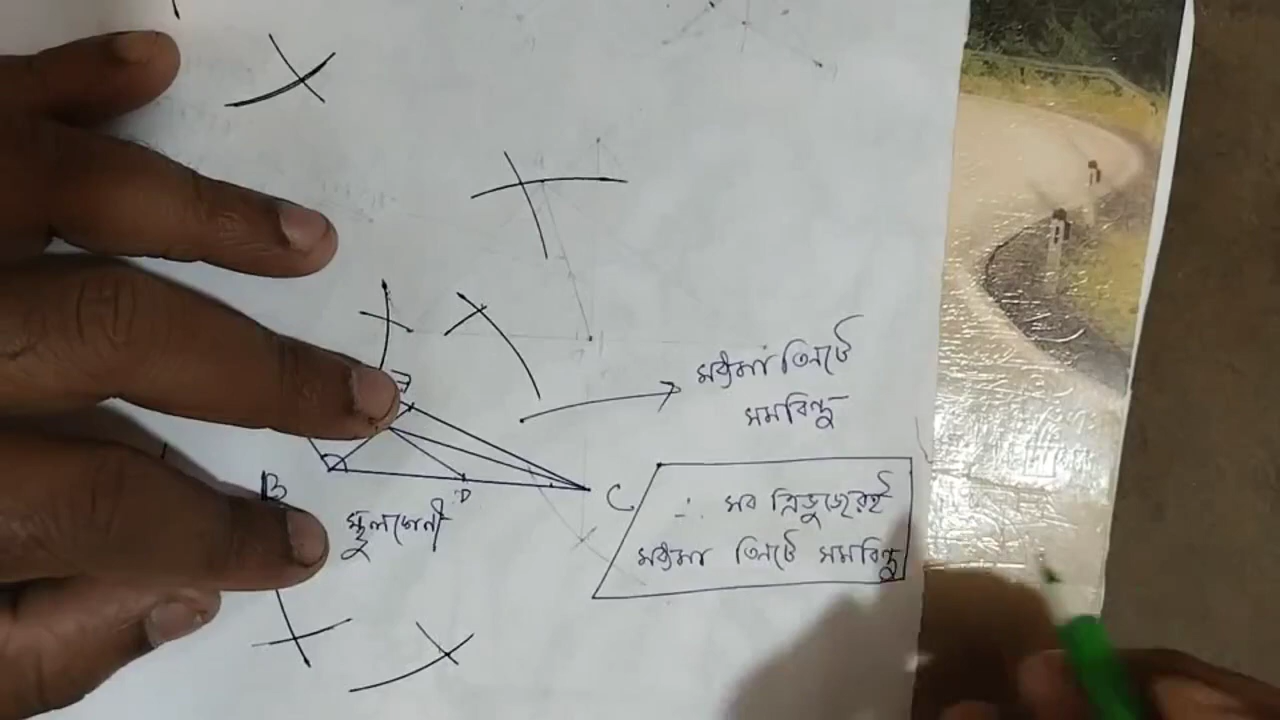 মধ্যমা তিনটে
সমবিন্দু
B
D
C
স্থূলকোণী
∴ সব ত্রিভুজেরই
মধ্যমা তিনটে সমবিন্দু